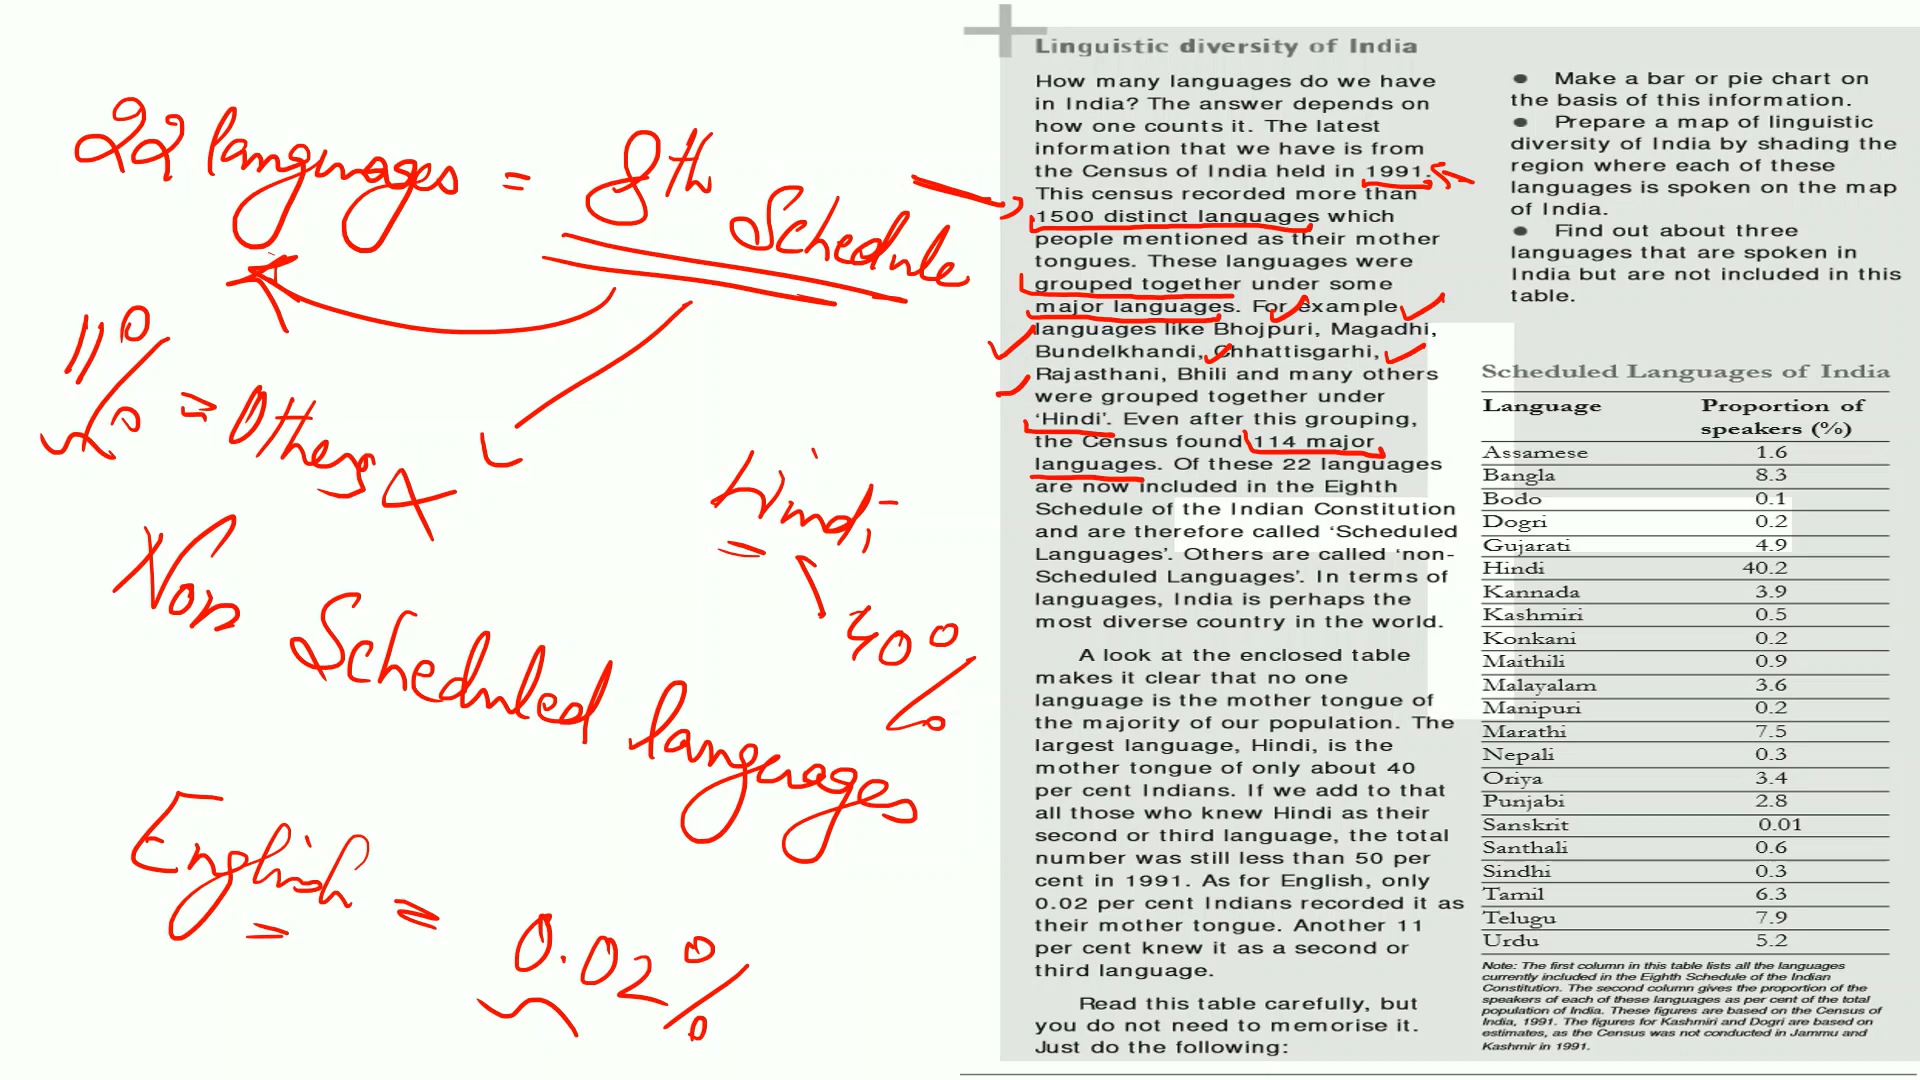 22 languages = 8th Schedule
11% = Others
Non Scheduled languages
Hindi
40%
English = 0.02%
Linguistic diversity of India
How many languages do we have
in India? The answer depends on
how one counts it. The latest
information that we have is from
the Census of India held in 1991.
This census recorded more than
1500 distinct languages which
people mentioned as their mother
tongues. These languages were
grouped together under some
major languages. For example
languages like Bhojpuri, Magadhi,
Bundelkhandi, Chhattisgarhi,
Rajasthani, Bhili and many others
were grouped together under
‘Hindi’. Even after this grouping,
the Census found 114 major
languages. Of these 22 languages
are now included in the Eighth
Schedule of the Indian Constitution
and are therefore called ‘Scheduled
Languages’. Others are called ‘non-
Scheduled Languages’. In terms of
languages, India is perhaps the
most diverse country in the world.
A look at the enclosed table
makes it clear that no one
language is the mother tongue of
the majority of our population. The
largest language, Hindi, is the
mother tongue of only about 40
per cent Indians. If we add to that
all those who knew Hindi as their
second or third language, the total
number was still less than 50 per
cent in 1991. As for English, only
0.02 per cent Indians recorded it as
their mother tongue. Another 11
per cent knew it as a second or
third language.
Read this table carefully, but
you do not need to memorise it.
Just do the following:
● Make a bar or pie chart on
the basis of this information.
● Prepare a map of linguistic
diversity of India by shading the
region where each of these
languages is spoken on the map
of India.
● Find out about three
languages that are spoken in
India but are not included in this
table.
Scheduled Languages of India
Language Proportion of
speakers (%)
Assamese 1.6
Bangla 8.3
Bodo 0.1
Dogri 0.2
Gujarati 4.9
Hindi 40.2
Kannada 3.9
Kashmiri 0.5
Konkani 0.2
Maithili 0.9
Malayalam 3.6
Manipuri 0.2
Marathi 7.5
Nepali 0.3
Oriya 3.4
Punjabi 2.8
Sanskrit 0.01
Santhali 0.6
Sindhi 0.3
Tamil 6.3
Telugu 7.9
Urdu 5.2
Note: The first column in this table lists all the languages
currently included in the Eighth Schedule of the Indian
Constitution. The second column gives the proportion of the
speakers of each of these languages as per cent of the total
population of India. These figures are based on the Census of
India, 1991. The figures for Kashmiri and Dogri are based on
estimates, as the Census was not conducted in Jammu and
Kashmir in 1991.